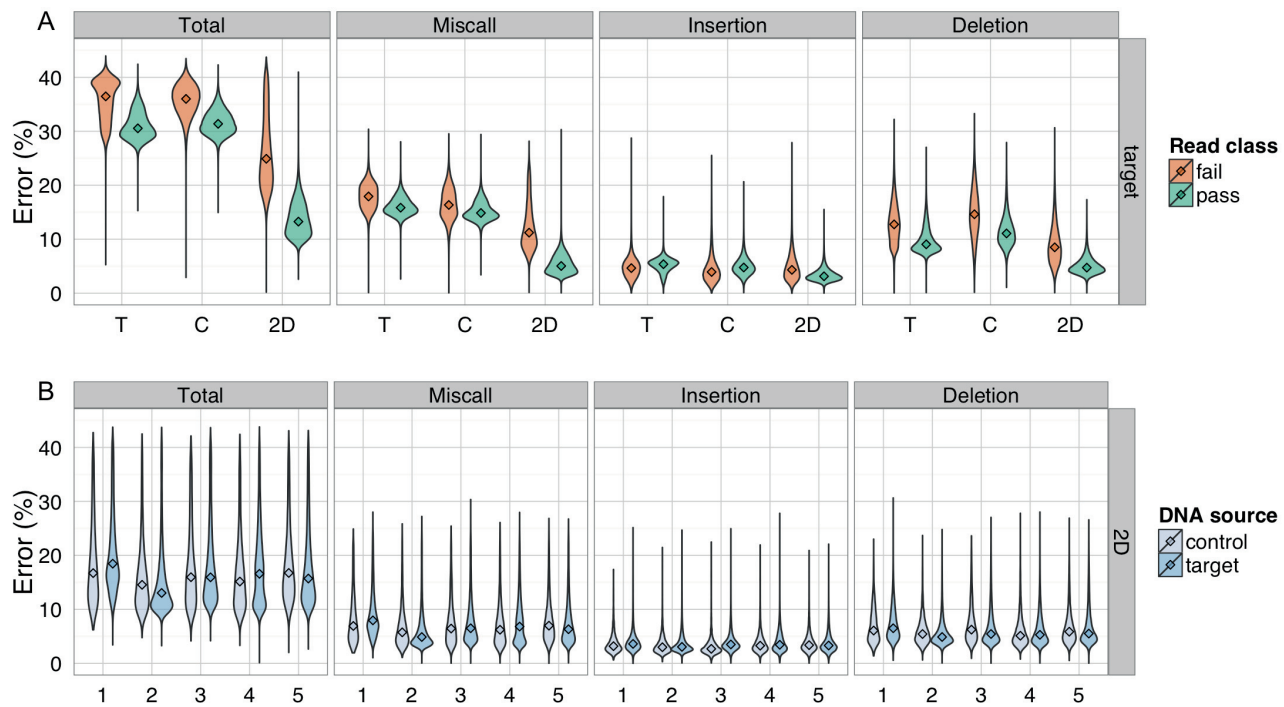 A
Total Miscall Insertion Deletion
Error (%)
40
30
20
10
0
target
T C 2D T C 2D T C 2D T C 2D
Read class
fail
pass
B
Total Miscall Insertion Deletion
Error (%)
40
30
20
10
0
2D
1 2 3 4 5 1 2 3 4 5 1 2 3 4 5 1 2 3 4 5
DNA source
control
target